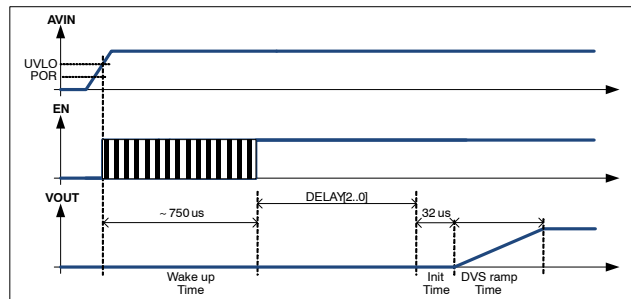 AVIN
UVLO
POR
EN
VOUT
DELAY[2..0]
~ 750 us
32 us
Wake up
Time
Init
Time
DVS ramp
Time